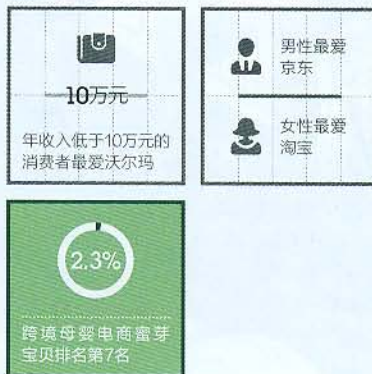 10万元
年收入低于10万元的
消费者最爱沃尔玛
男性最爱
京东
女性最爱
淘宝
2.3%
跨境母婴电商蜜芽
宝贝排名第7名